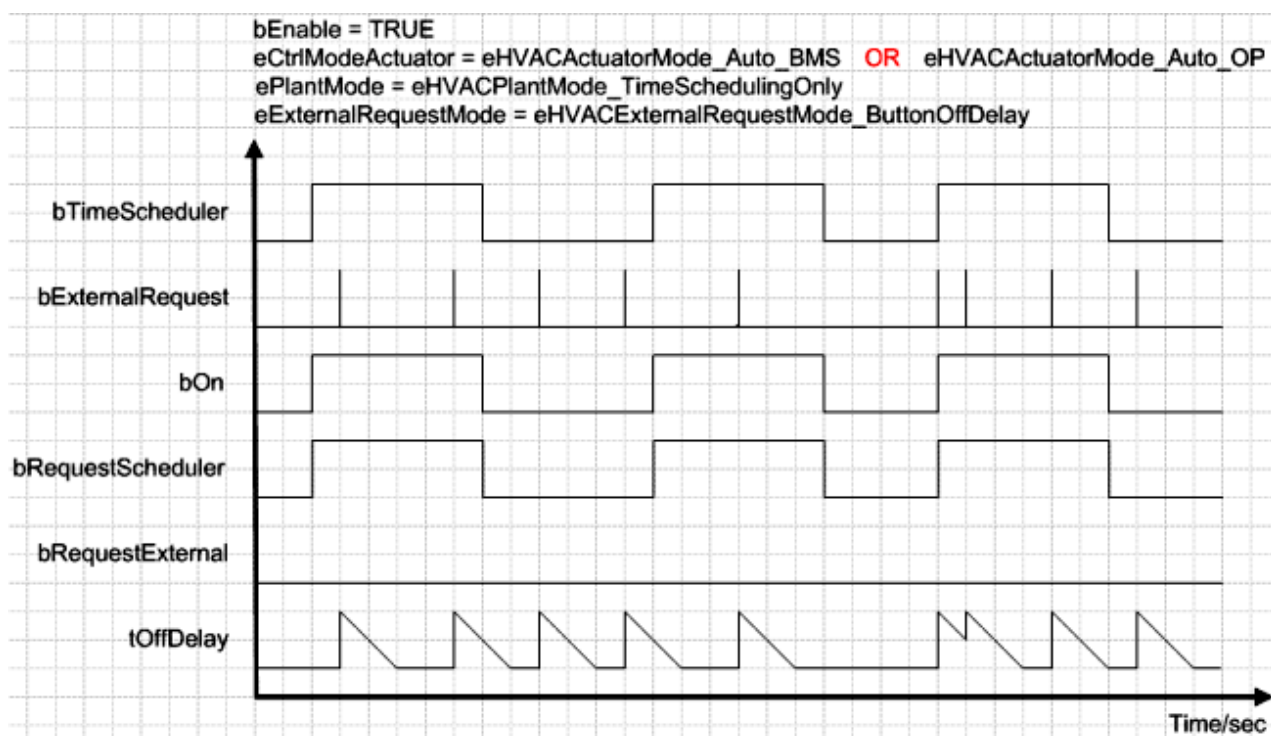 bEnable = TRUE
eCtrlModeActuator = eHVACActuatorMode_Auto_BMS OR eHVACActuatorMode_Auto_OP
ePlantMode = eHVACPlantMode_TimeSchedulingOnly
eExternalRequestMode = eHVACExternalRequestMode_ButtonOffDelay
bTimeScheduler
bExternalRequest
bOn
bRequestScheduler
bRequestExternal
tOffDelay
Time/sec